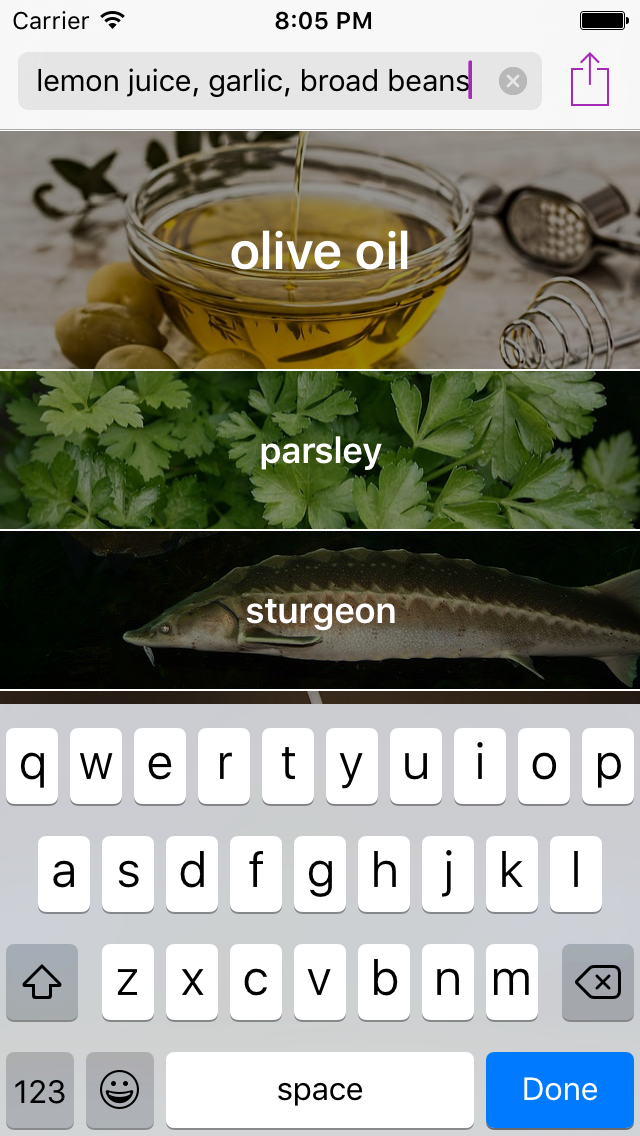 Carrier 8:05 PM
lemon juice, garlic, broad beans
olive oil
parsley
sturgeon
q w e r t y u i o p
a s d f g h j k l
z x c v b n m
123 space Done